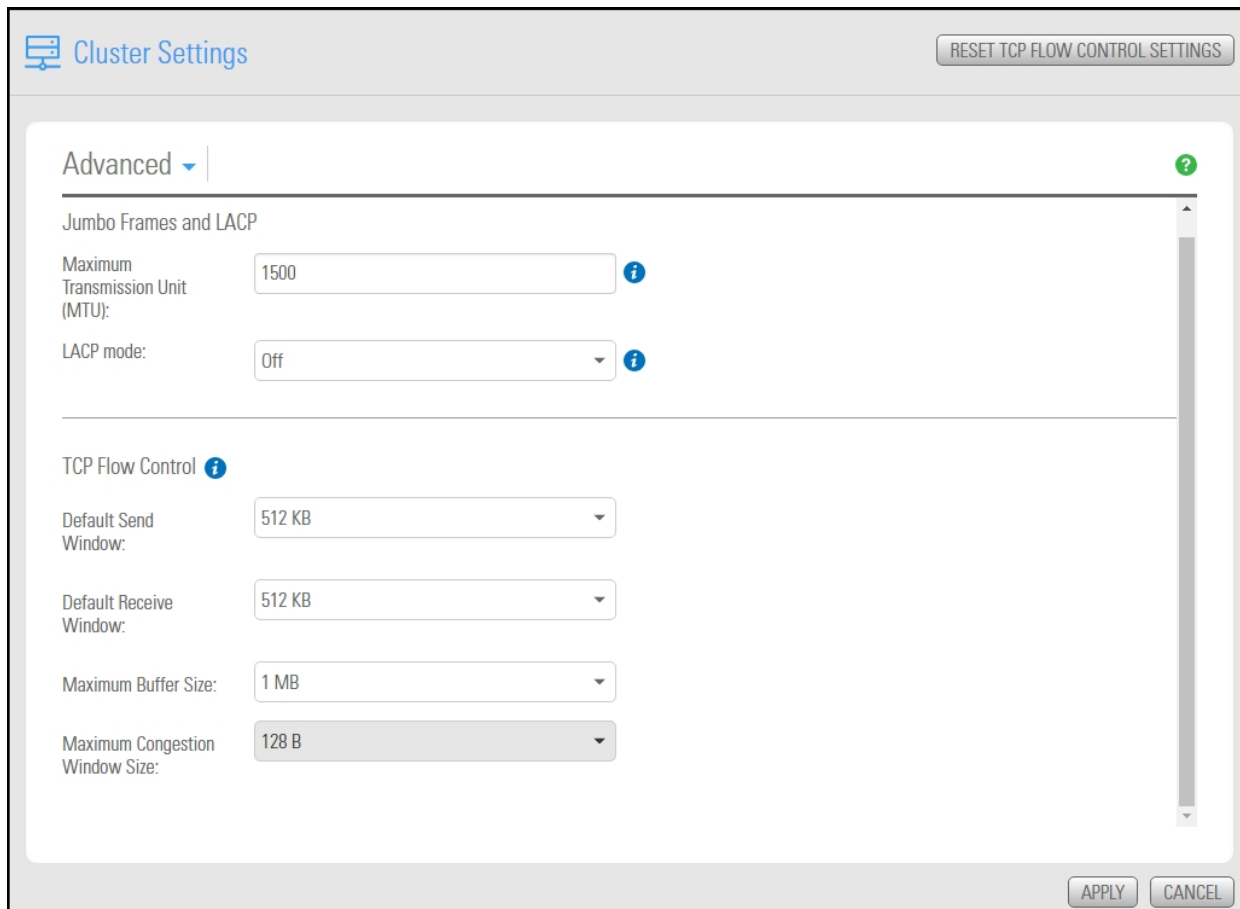 Cluster Settings
RESET TCP FLOW CONTROL SETTINGS
Advanced
?
Jumbo Frames and LACP
Maximum
Transmission Unit
(MTU):
1500
i
LACP mode:
Off
i
TCP Flow Control
i
Default Send
Window:
512 KB
Default Receive
Window:
512 KB
Maximum Buffer Size:
1 MB
Maximum Congestion
Window Size:
128 B
APPLY
CANCEL